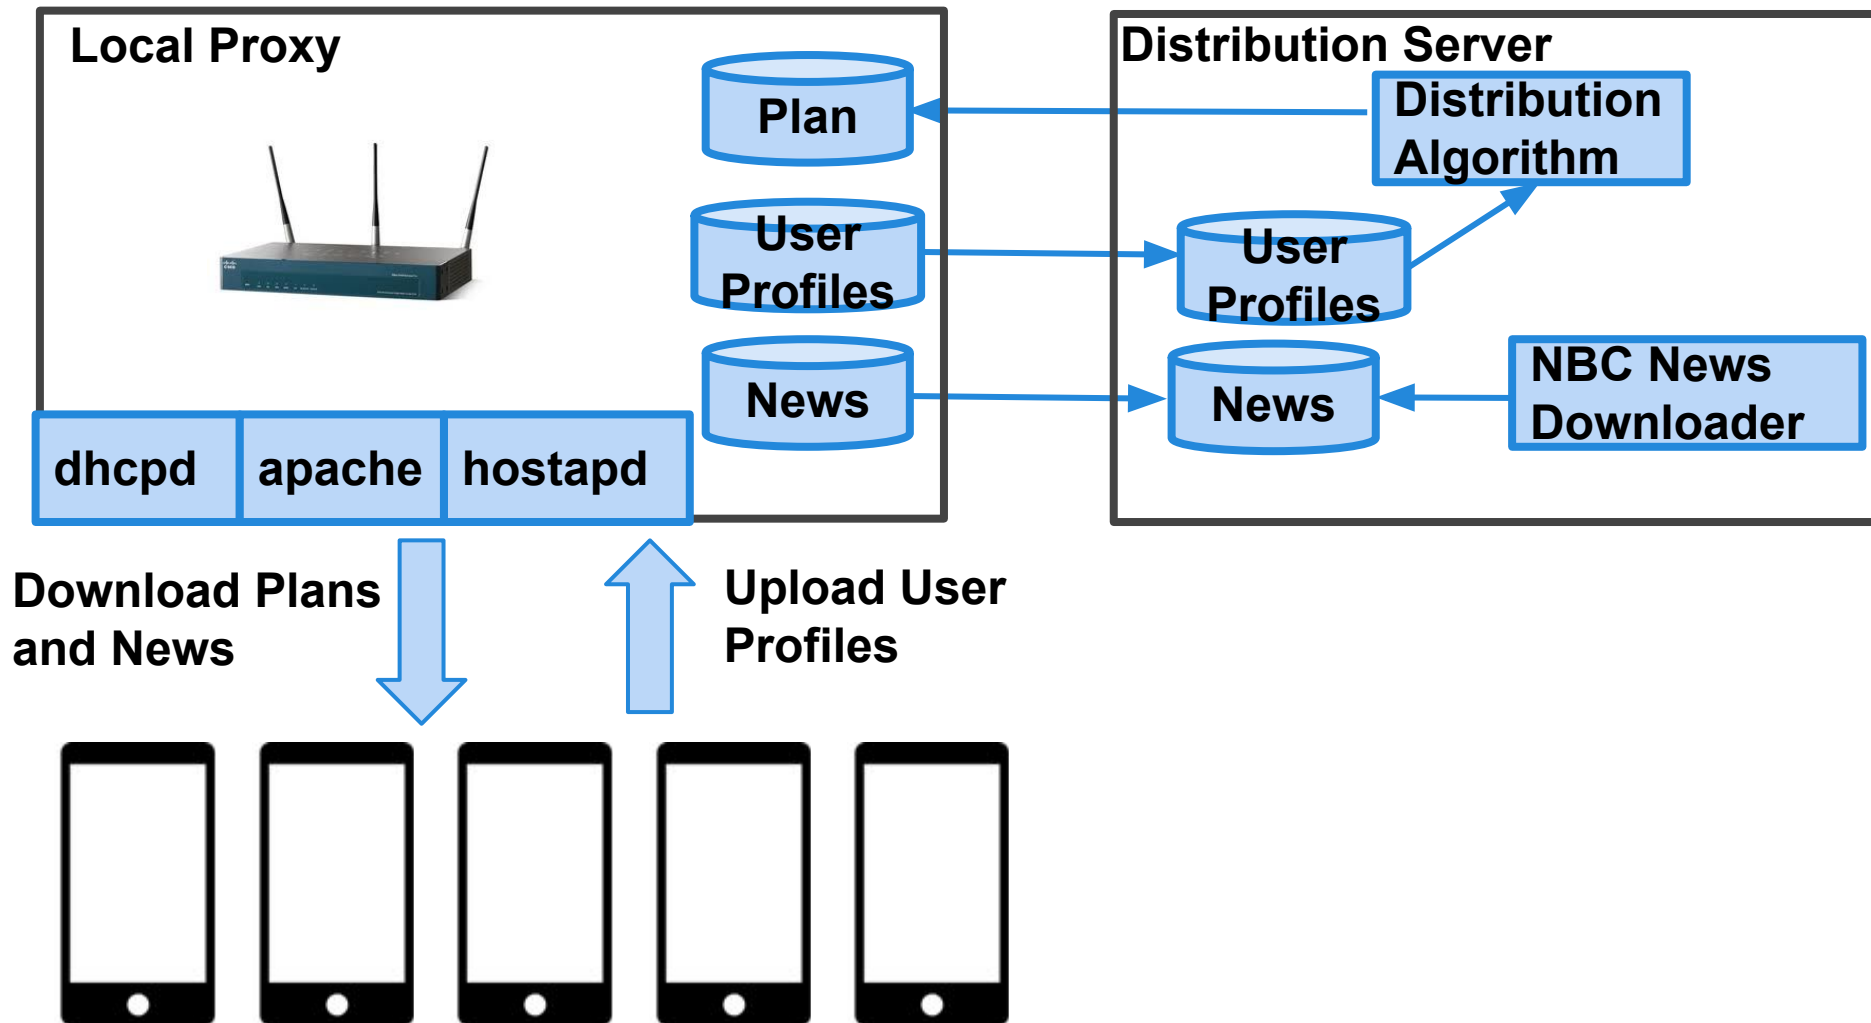 Local Proxy
Distribution Server
Plan
Distribution
Algorithm
User
Profiles
User
Profiles
News
News
NBC News
Downloader
dhcpd
apache
hostapd
Download Plans
and News
Upload User
Profiles